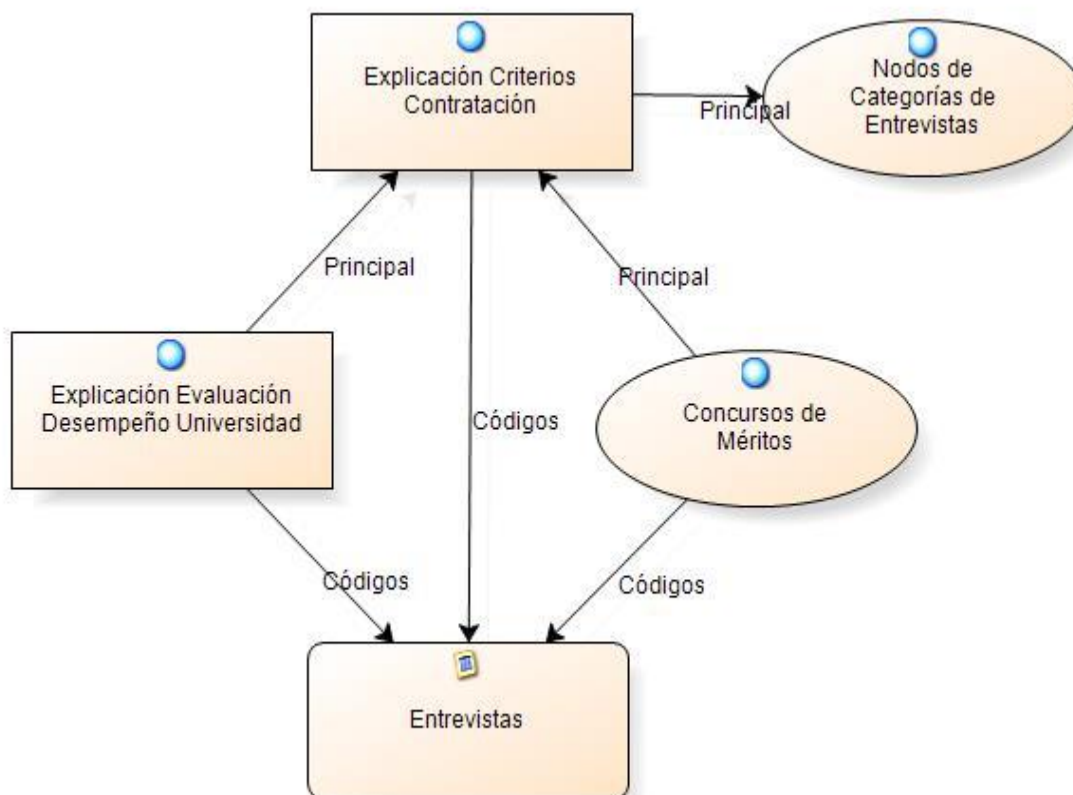 Explicación Criterios
Contratación
Nodos de
Categorías de
Entrevistas
Principal
Principal
Principal
Explicación Evaluación
Desempeño Universidad
Concursos de
Méritos
Códigos
Códigos
Códigos
Entrevistas